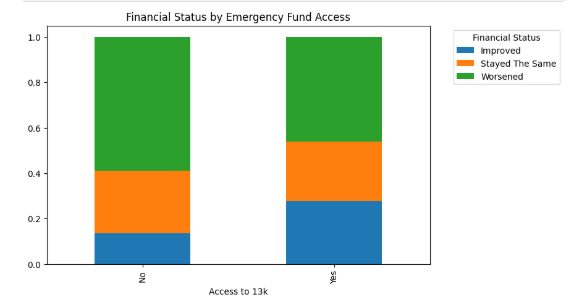 Financial Status by Emergency Fund Access
1.0
0.8
0.6
0.4
0.2
0.0
No
Yes
Access to 13k
Financial Status
Improved
Stayed The Same
Worsened